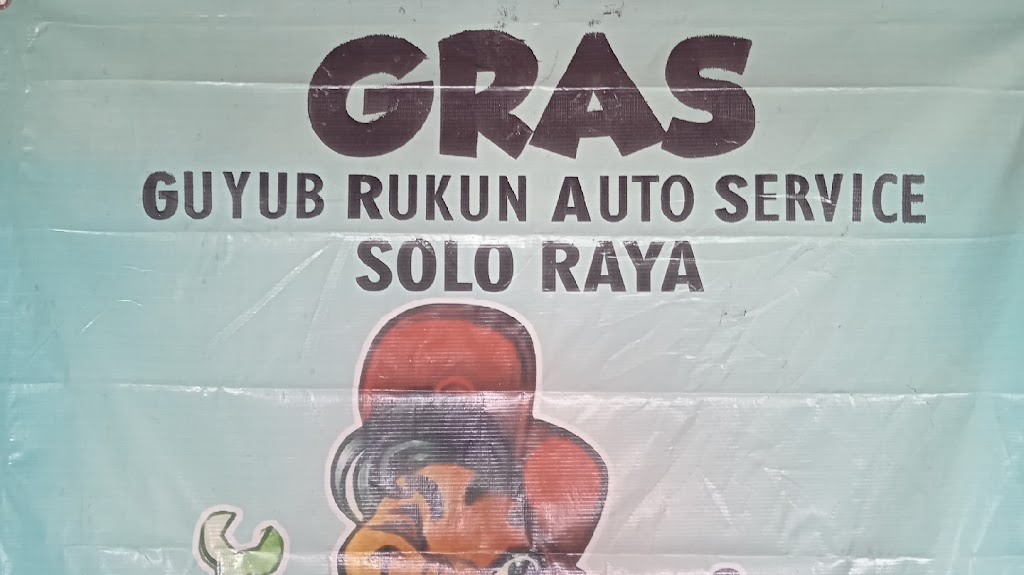 GRAS
GUYUB RUKUN AUTO SERVICE
SOLO RAYA